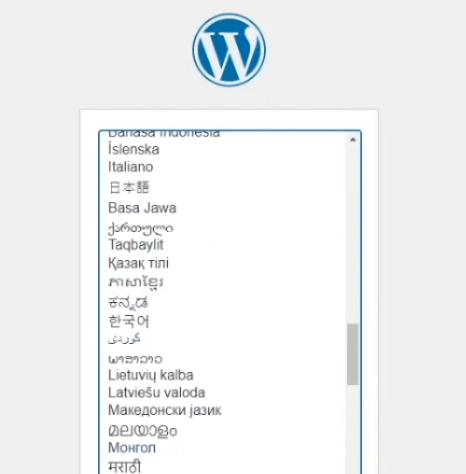 Bahasa Indonesia
Íslenska
Italiano
日本語
Basa Jawa
ქართული
Taqbaylit
Қазақ тілі
ភាសាខ្មែរ
ಕನ್ನಡ
한국어
كوردی
ພາສາລາວ
Lietuvių kalba
Latviešu valoda
Македонски јазик
മലയാളം
Монгол
मराठी